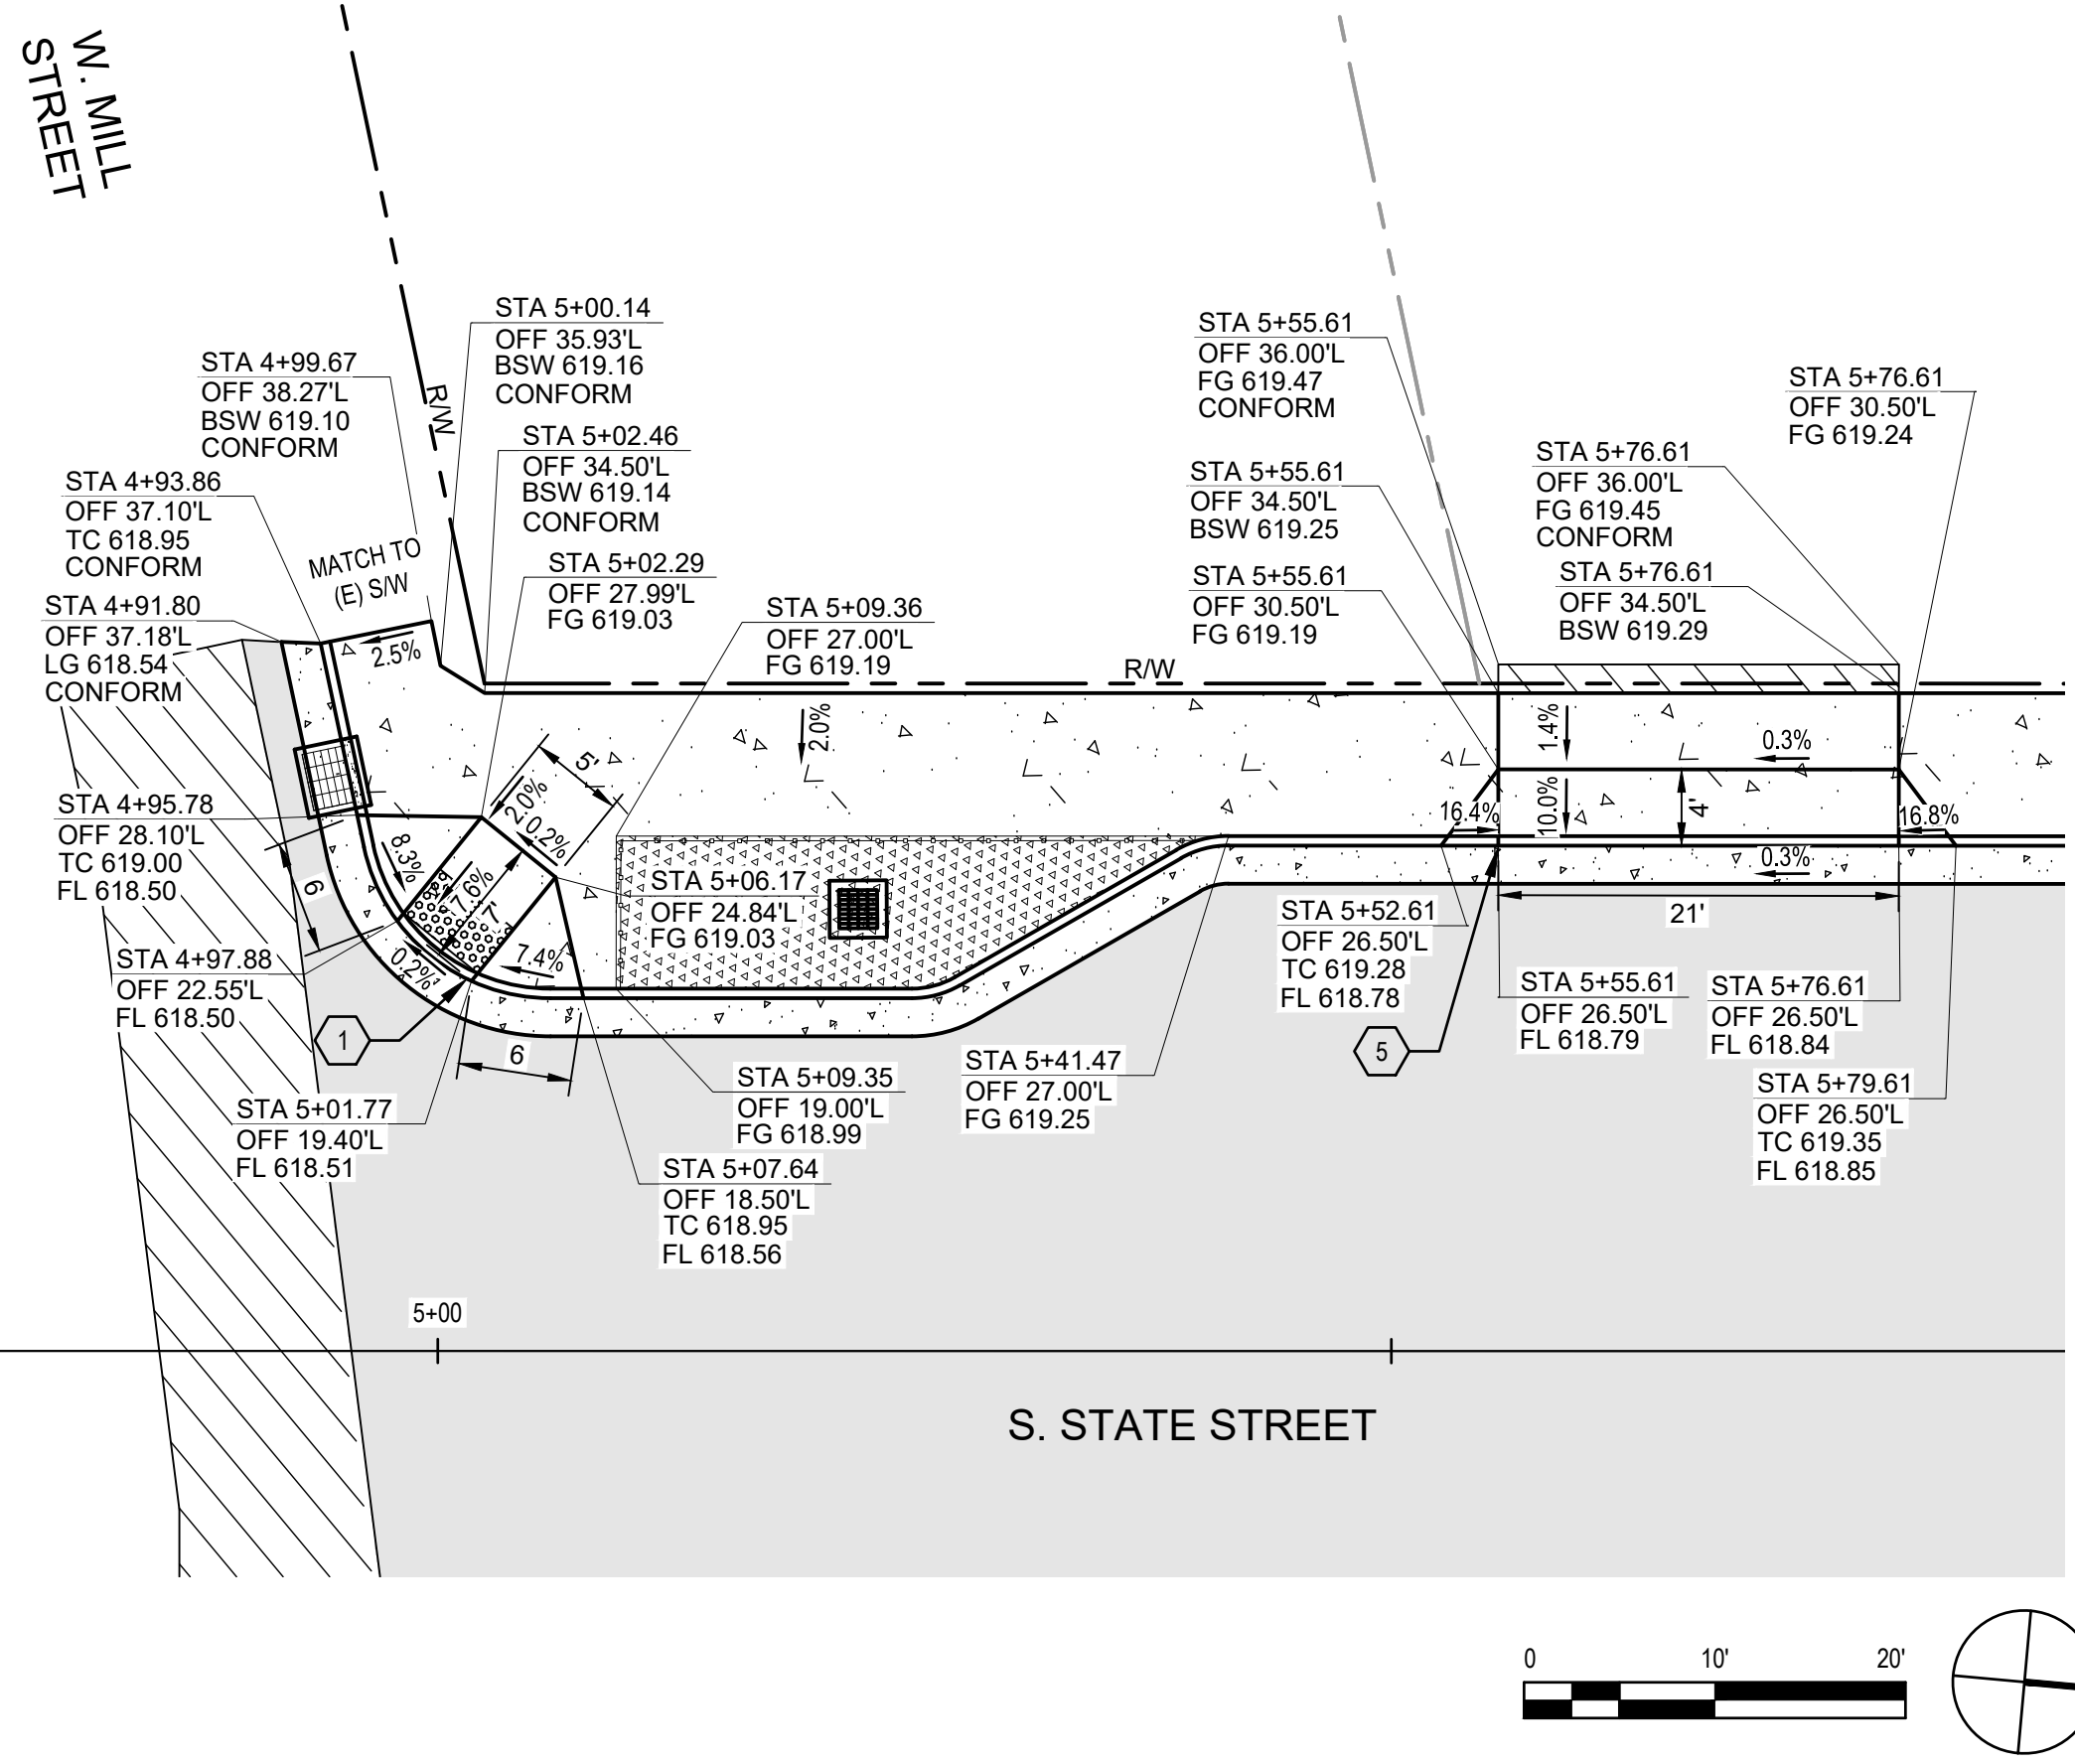 W. MILL
STREET
STA 5+00.14
OFF 35.93'L
BSW 619.16
CONFORM
STA 4+99.67
OFF 38.27'L
BSW 619.10
CONFORM
R/W
STA 5+02.46
OFF 34.50'L
BSW 619.14
CONFORM
STA 4+93.86
OFF 37.10'L
TC 618.95
CONFORM
MATCH TO
(E) S/W
STA 5+02.29
OFF 27.99'L
FG 619.03
STA 4+91.80
OFF 37.18'L
LG 618.54
CONFORM
2.5%
STA 5+09.36
OFF 27.00'L
FG 619.19
R/W
STA 5+55.61
OFF 36.00'L
FG 619.47
CONFORM
STA 5+55.61
OFF 34.50'L
BSW 619.25
STA 5+55.61
OFF 30.50'L
FG 619.19
STA 5+76.61
OFF 30.50'L
FG 619.24
STA 5+76.61
OFF 36.00'L
FG 619.45
CONFORM
STA 5+76.61
OFF 34.50'L
BSW 619.29
2.0%
5'
2.0%
0.2%
1.4%
0.3%
16.4%
10.0%
4'
16.8%
0.3%
21'
STA 4+95.78
OFF 28.10'L
TC 619.00
FL 618.50
8.3%
7.6%
7'
6
STA 5+06.17
OFF 24.84'L
FG 619.03
7.4%
0.2%
STA 4+97.88
OFF 22.55'L
FL 618.50
1
6
STA 5+01.77
OFF 19.40'L
FL 618.51
STA 5+09.35
OFF 19.00'L
FG 618.99
STA 5+07.64
OFF 18.50'L
TC 618.95
FL 618.56
STA 5+41.47
OFF 27.00'L
FG 619.25
STA 5+52.61
OFF 26.50'L
TC 619.28
FL 618.78
5
STA 5+55.61
OFF 26.50'L
FL 618.79
STA 5+76.61
OFF 26.50'L
FL 618.84
STA 5+79.61
OFF 26.50'L
TC 619.35
FL 618.85
5+00
S. STATE STREET
0 10' 20'